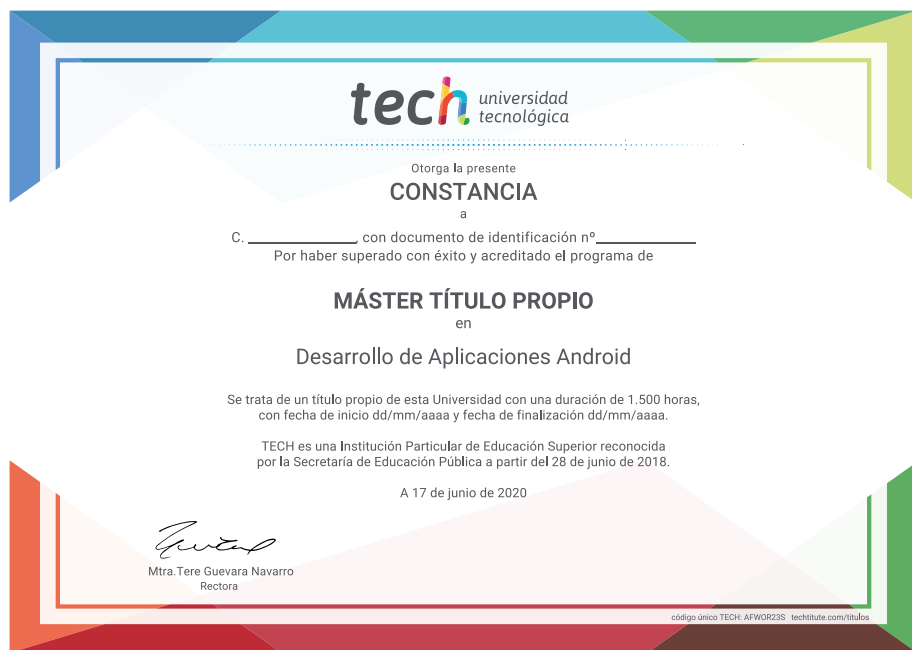 tech universidad
tecnológica
Otorga la presente
CONSTANCIA
a
C. ______________, con documento de identificación nº_____________
Por haber superado con éxito y acreditado el programa de
MÁSTER TÍTULO PROPIO
en
Desarrollo de Aplicaciones Android
Se trata de un título propio de esta Universidad con una duración de 1.500 horas,
con fecha de inicio dd/mm/aaaa y fecha de finalización dd/mm/aaaa.
TECH es una Institución Particular de Educación Superior reconocida
por la Secretaría de Educación Pública a partir del 28 de junio de 2018.
A 17 de junio de 2020
Mtra.Tere Guevara Navarro
Rectora
código único TECH: AFWOR23S techtitute.com/titulos